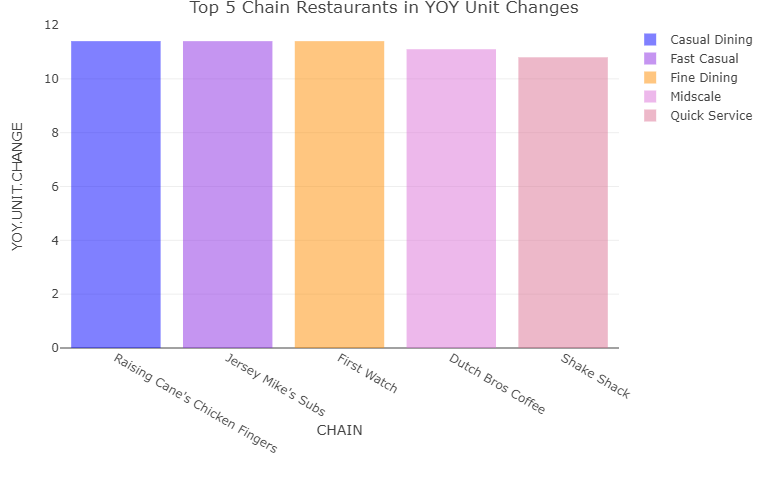 Top 5 Chain Restaurants in YOY Unit Changes
12
10
8
6
4
2
0
YOY.UNIT.CHANGE
Raising Cane's Chicken Fingers
Jersey Mike's Subs
First Watch
Dutch Bros Coffee
Shake Shack
CHAIN
Casual Dining
Fast Casual
Fine Dining
Midscale
Quick Service